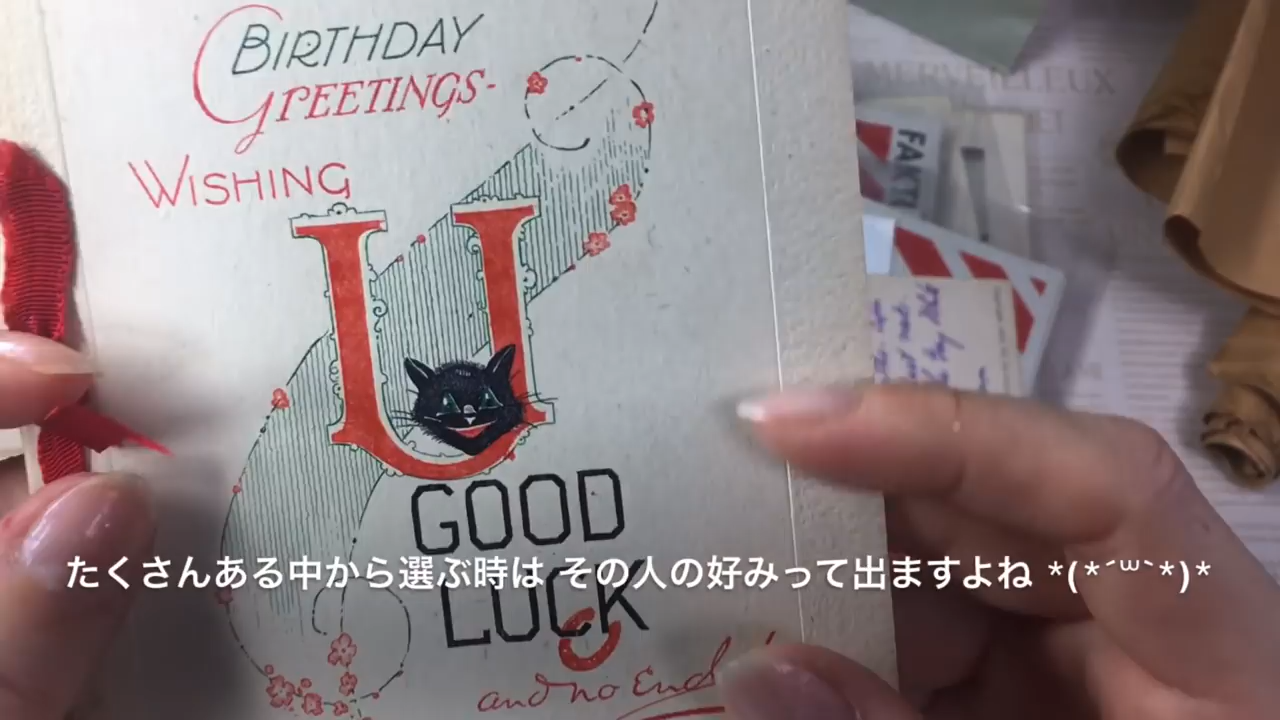 BIRTHDAY
GREETINGS-
WISHING
U
GOOD
LUCK
and no End!
MERVEILLEUX
FAKT
たくさんある中から選ぶ時は その人の好みって出ますよね *(*´꒳`*)*